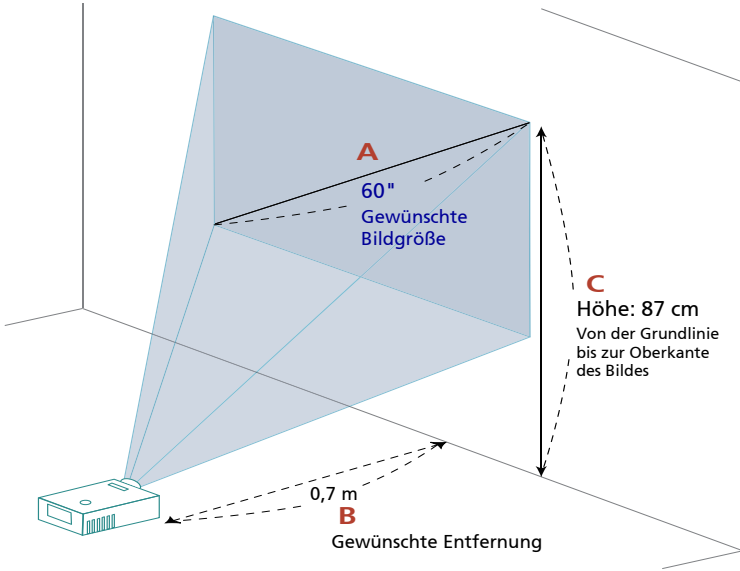 A
60"
Gewünschte
Bildgröße
C
Höhe: 87 cm
Von der Grundlinie
bis zur Oberkante
des Bildes
0,7 m
B
Gewünschte Entfernung